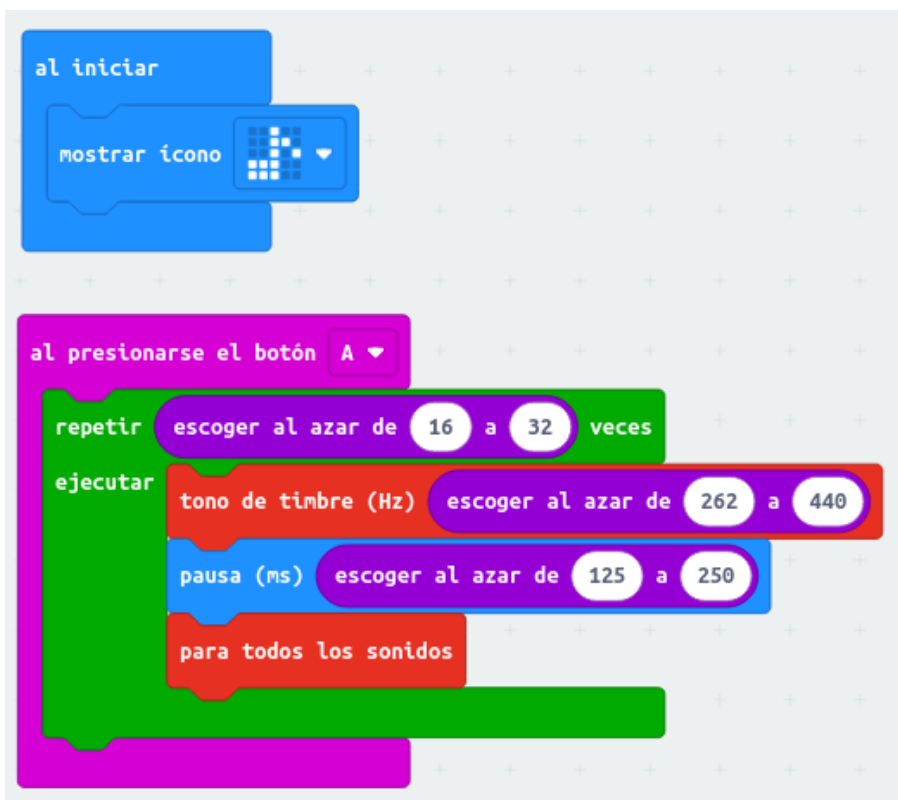 al iniciar
mostrar ícono
al presionarse el botón A
repetir escoger al azar de 16 a 32 veces
ejecutar
tono de timbre (Hz) escoger al azar de 262 a 440
pausa (ms) escoger al azar de 125 a 250
para todos los sonidos